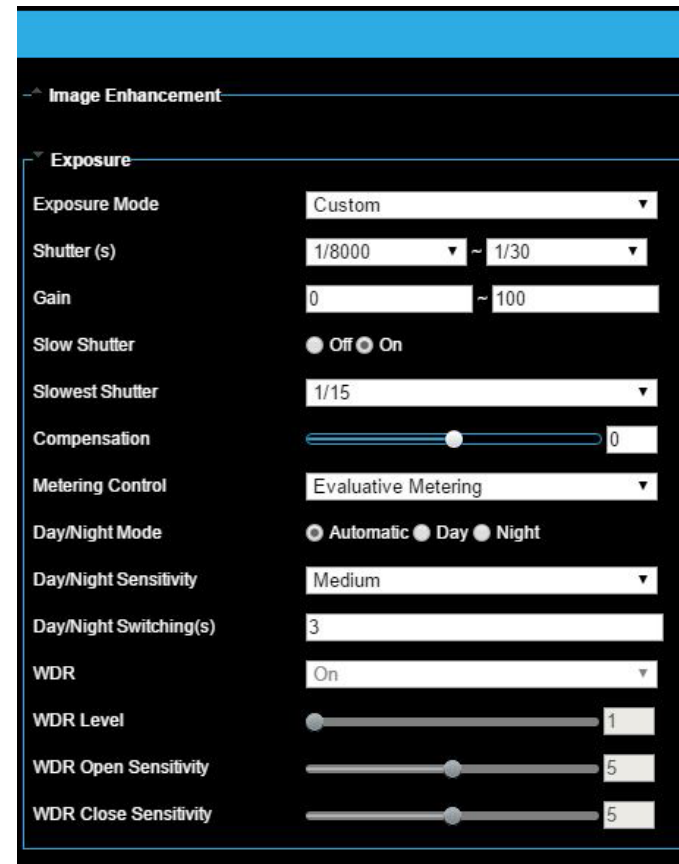 Image Enhancement
Exposure
Exposure Mode Custom
Shutter (s) 1/8000 ~ 1/30
Gain 0 ~ 100
Slow Shutter Off On
Slowest Shutter 1/15
Compensation 0
Metering Control Evaluative Metering
Day/Night Mode Automatic Day Night
Day/Night Sensitivity Medium
Day/Night Switching(s) 3
WDR On
WDR Level 1
WDR Open Sensitivity 5
WDR Close Sensitivity 5